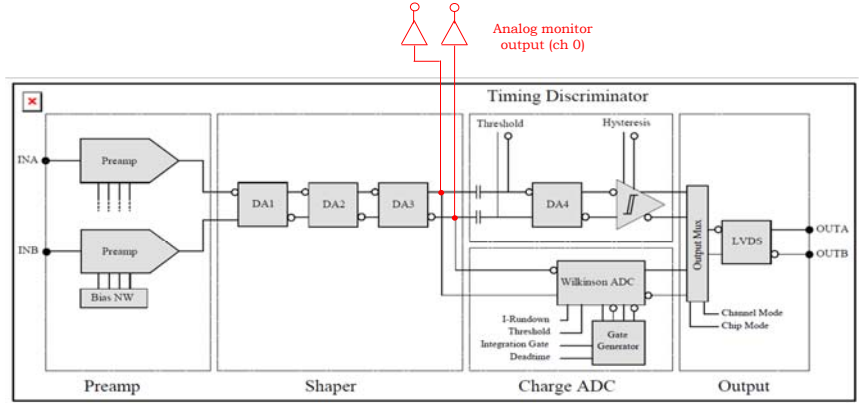 Analog monitor
output (ch 0)
Timing Discriminator
Threshold
Hysteresis
INA
Preamp
DA1
DA2
DA3
DA4
Output Mux
LVDS
OUTA
OUTB
INB
Preamp
Bias NW
Wilkinson ADC
I-Rundown
Threshold
Integration Gate
Deadtime
Gate
Generator
Channel Mode
Chip Mode
Preamp
Shaper
Charge ADC
Output